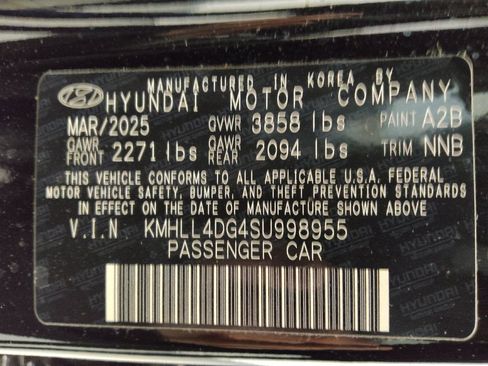 MANUFACTURED IN KOREA BY
HYUNDAI MOTOR COMPANY
MAR/2025 GVWR 3858 lbs PAINT A2B
GAWR FRONT 2271 lbs GAWR REAR 2094 lbs TRIM NNB
THIS VEHICLE CONFORMS TO ALL APPLICABLE U.S.A. FEDERAL
MOTOR VEHICLE SAFETY, BUMPER, AND THEFT PREVENTION STANDARDS
IN EFFECT ON THE DATE OF MANUFACTURE SHOWN ABOVE
V.I.N KMHLL4DG4SU998955
PASSENGER CAR